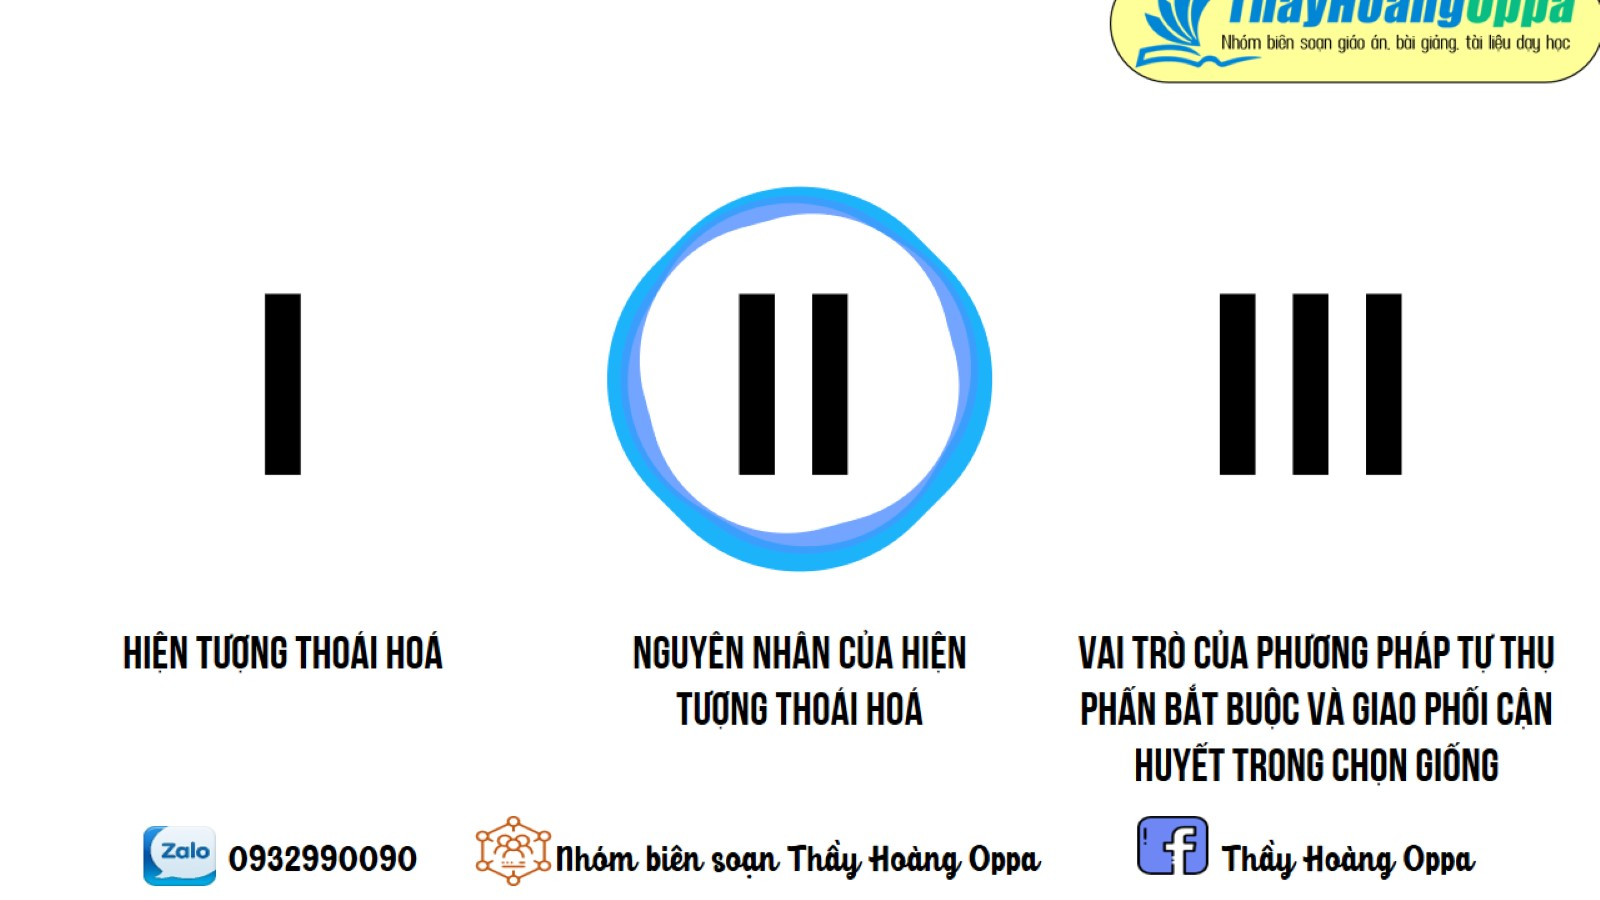 ThayHoangOppa
Nhóm biên soạn giáo án, bài giảng, tài liệu dạy học
I
II
III
HIỆN TƯỢNG THOÁI HOÁ
NGUYÊN NHÂN CỦA HIỆN
TƯỢNG THOÁI HOÁ
VAI TRÒ CỦA PHƯƠNG PHÁP TỰ THỤ
PHẤN BẮT BUỘC VÀ GIAO PHỐI CẬN
HUYẾT TRONG CHỌN GIỐNG
Zalo
0932990090
Nhóm biên soạn Thầy Hoàng Oppa
Thầy Hoàng Oppa